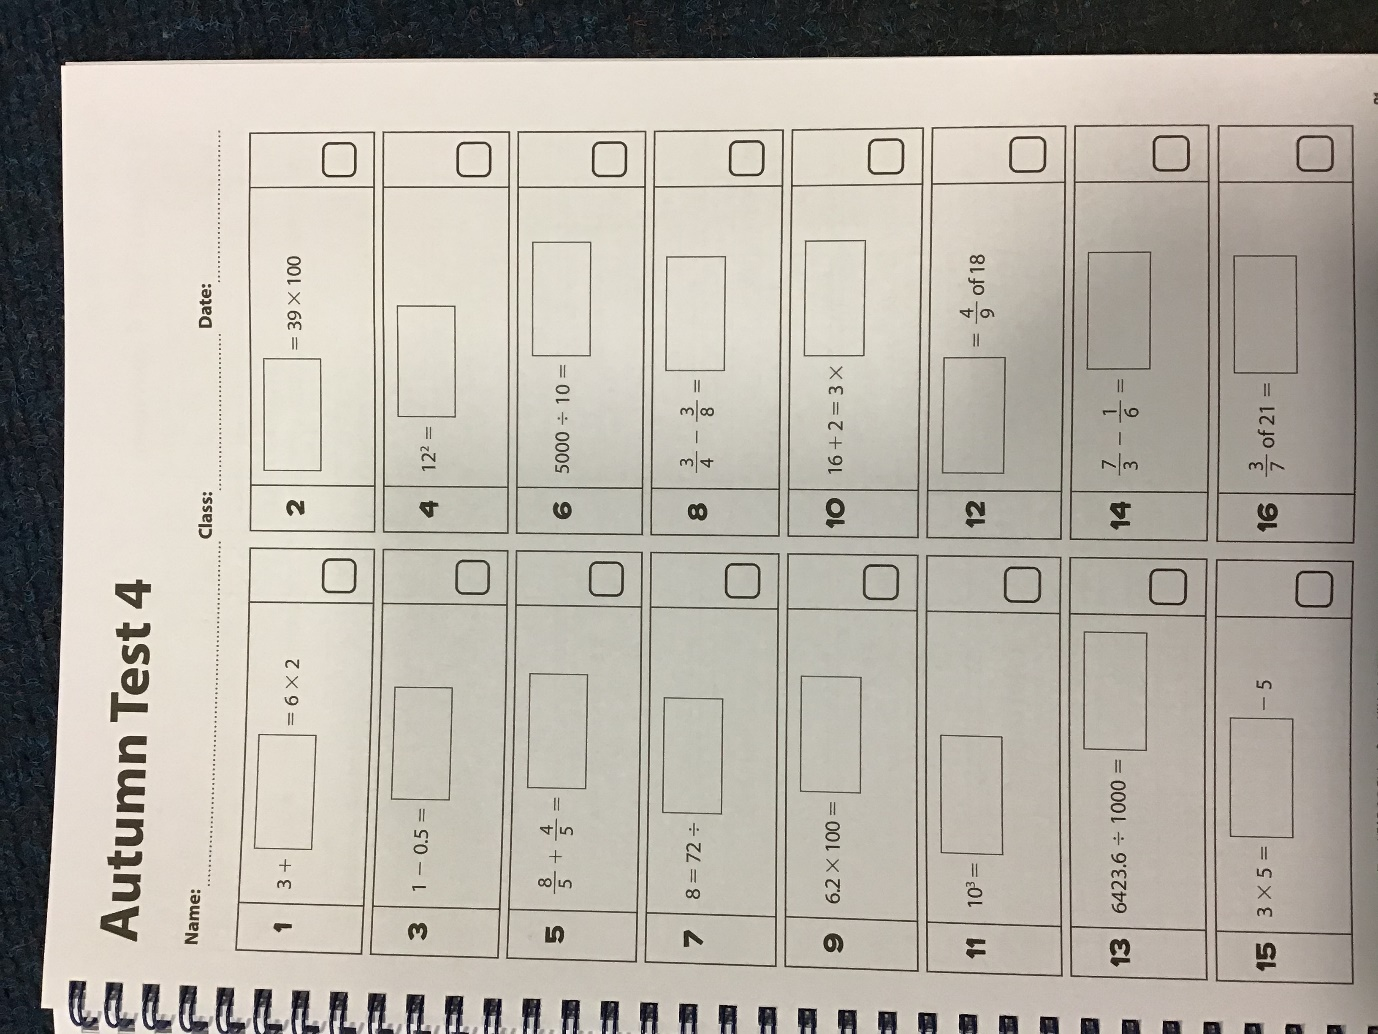 Autumn Test 4
Name: Class: Date:
1 3 + = 6 × 2
2 = 39 × 100
3 1 − 0.5 =
4 12² =
5 8/5 + 4/5 =
6 5000 ÷ 10 =
7 8 = 72 ÷
8 3/4 − 3/8 =
9 6.2 × 100 =
10 16 + 2 = 3 ×
11 10³ =
12 = 4/9 of 18
13 6423.6 ÷ 1000 =
14 7/3 − 1/6 =
15 3 × 5 = − 5
16 3/7 of 21 =